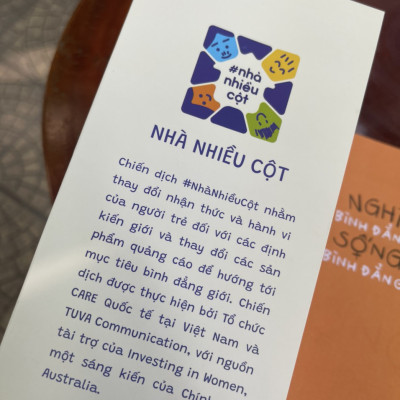 #nhà
nhiều
cột
NHÀ NHIỀU CỘT
Chiến dịch #NhàNhiềuCột nhằm
thay đổi nhận thức và hành vi
của người trẻ đối với các định
kiến giới và thay đổi các sản
phẩm quảng cáo để hướng tới
mục tiêu bình đẳng giới. Chiến
dịch được thực hiện bởi Tổ chức
CARE Quốc tế tại Việt Nam và
TUVA Communication, với nguồn
tài trợ của Investing in Women,
một sáng kiến của
Australia.
BÌNH ĐẲNG
SỐNG
BÌNH ĐẲNG